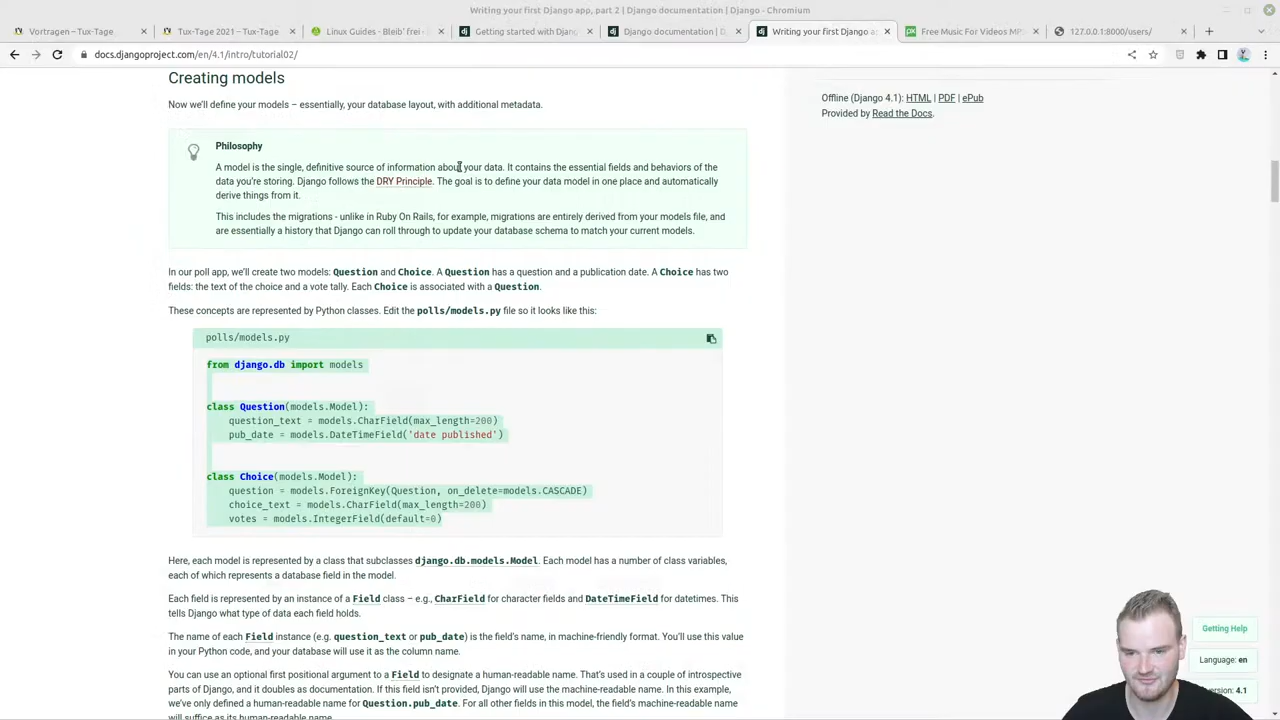 Writing your first Django app, part 2 | Django documentation | Django - Chromium
Vortragen – Tux-Tage
Tux-Tage 2021 – Tux-Tage
Linux Guides - Bleib' frei -
Getting started with Djang
Django documentation | D
Writing your first Django a
Free Music For Videos MP3
127.0.0.1:8000/users/
docs.djangoproject.com/en/4.1/intro/tutorial02/
Creating models
Now we'll define your models – essentially, your database layout, with additional metadata.
Offline (Django 4.1): HTML | PDF | ePub
Provided by Read the Docs.
Philosophy
A model is the single, definitive source of information about your data. It contains the essential fields and behaviors of the
data you're storing. Django follows the DRY Principle. The goal is to define your data model in one place and automatically
derive things from it.
This includes the migrations - unlike in Ruby On Rails, for example, migrations are entirely derived from your models file, and
are essentially a history that Django can roll through to update your database schema to match your current models.
In our poll app, we'll create two models: Question and Choice. A Question has a question and a publication date. A Choice has two
fields: the text of the choice and a vote tally. Each Choice is associated with a Question.
These concepts are represented by Python classes. Edit the polls/models.py file so it looks like this:
polls/models.py
from django.db import models
class Question(models.Model):
question_text = models.CharField(max_length=200)
pub_date = models.DateTimeField('date published')
class Choice(models.Model):
question = models.ForeignKey(Question, on_delete=models.CASCADE)
choice_text = models.CharField(max_length=200)
votes = models.IntegerField(default=0)
Here, each model is represented by a class that subclasses django.db.models.Model. Each model has a number of class variables,
each of which represents a database field in the model.
Each field is represented by an instance of a Field class – e.g., CharField for character fields and DateTimeField for datetimes. This
tells Django what type of data each field holds.
The name of each Field instance (e.g. question_text or pub_date) is the field's name, in machine-friendly format. You'll use this value
in your Python code, and your database will use it as the column name.
You can use an optional first positional argument to a Field to designate a human-readable name. That's used in a couple of introspective
parts of Django, and it doubles as documentation. If this field isn't provided, Django will use the machine-readable name. In this example,
we've only defined a human-readable name for Question.pub_date. For all other fields in this model, the field's machine-readable name
will suffice as its human-readable name.
Getting Help
Language: en
ersion: 4.1